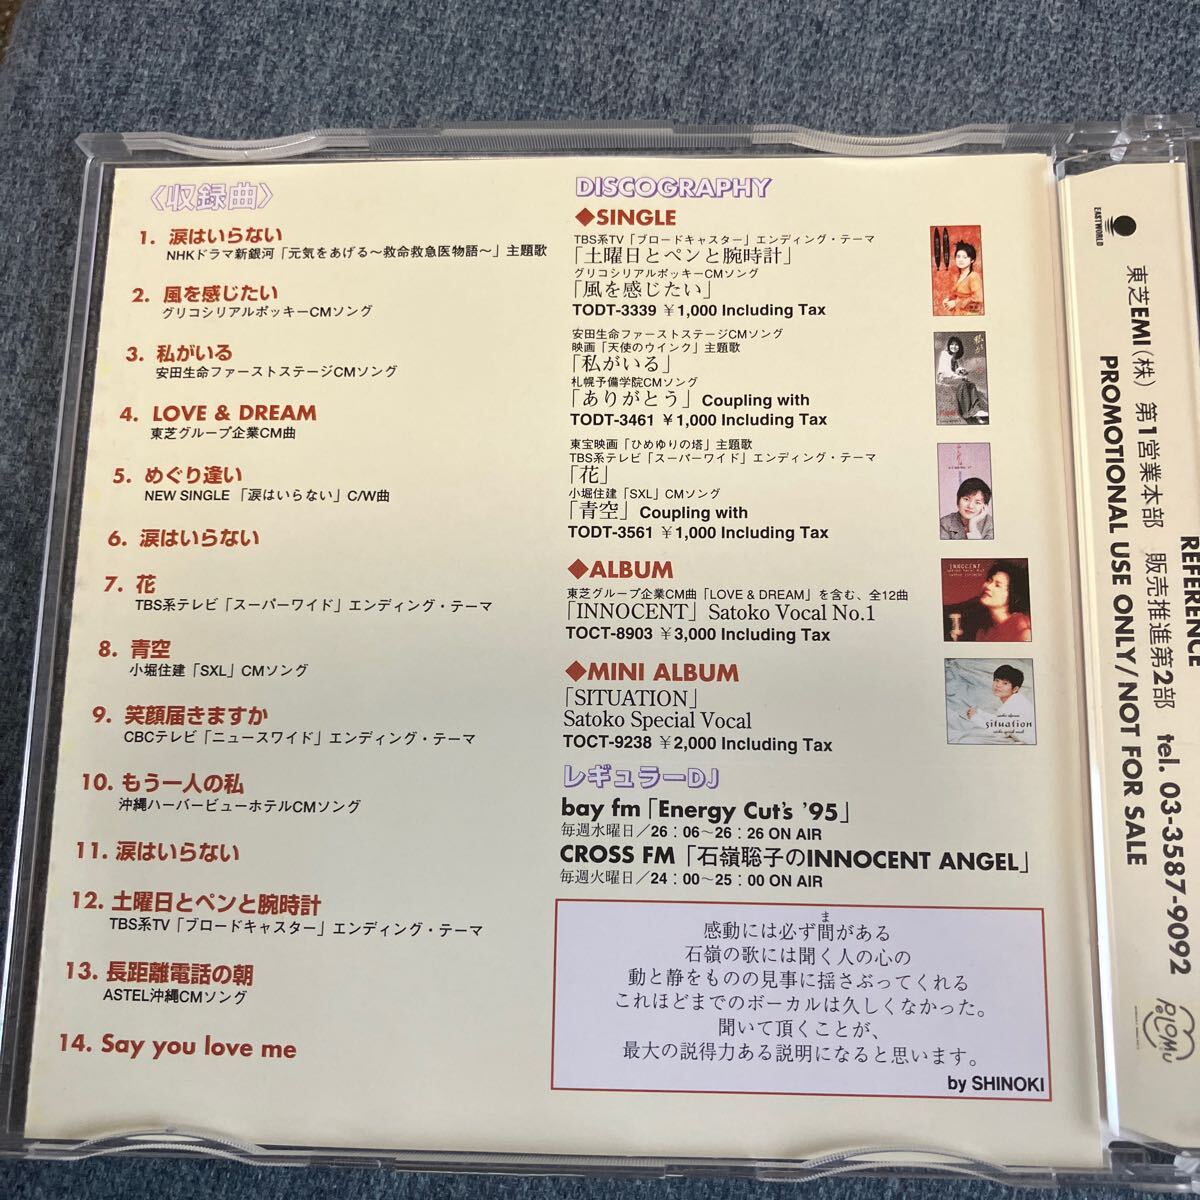 〈収録曲〉
1. 涙はいらない
NHKドラマ新銀河「元気をあげる〜救命救急医物語〜」主題歌
2. 風を感じたい
グリコシリアルポッキーCMソング
3. 私がいる
安田生命ファーストステージCMソング
4. LOVE & DREAM
東芝グループ企業CM曲
5. めぐり逢い
NEW SINGLE「涙はいらない」C/W曲
6. 涙はいらない
7. 花
TBS系テレビ「スーパーワイド」エンディング・テーマ
8. 青空
小堀住建「SXL」CMソング
9. 笑顔届きますか
CBCテレビ「ニュースワイド」エンディング・テーマ
10. もう一人の私
沖縄ハーバービューホテルCMソング
11. 涙はいらない
12. 土曜日とペンと腕時計
TBS系TV「ブロードキャスター」エンディング・テーマ
13. 長距離電話の朝
ASTEL沖縄CMソング
14. Say you love me
DISCOGRAPHY
◆SINGLE
TBS系TV「ブロードキャスター」エンディング・テーマ
「土曜日とペンと腕時計」
グリコシリアルポッキーCMソング
「風を感じたい」
TODT-3339 ￥1,000 Including Tax
安田生命ファーストステージCMソング
映画「天使のウインク」主題歌
「私がいる」
札幌予備学院CMソング
「ありがとう」Coupling with
TODT-3461 ￥1,000 Including Tax
東宝映画「ひめゆりの塔」主題歌
TBS系テレビ「スーパーワイド」エンディング・テーマ
「花」
小堀住建「SXL」CMソング
「青空」Coupling with
TODT-3561 ￥1,000 Including Tax
◆ALBUM
東芝グループ企業CM曲「LOVE & DREAM」を含む、全12曲
「INNOCENT」Satoko Vocal No.1
TOCT-8903 ￥3,000 Including Tax
INNOCENT
◆MINI ALBUM
「SITUATION」
Satoko Special Vocal
TOCT-9238 ￥2,000 Including Tax
situation
レギュラーDJ
bay fm「Energy Cut's '95」
毎週水曜日／26：06〜26：26 ON AIR
CROSS FM「石嶺聡子のINNOCENT ANGEL」
毎週火曜日／24：00〜25：00 ON AIR
ま
感動には必ず間がある
石嶺の歌には聞く人の心の
動と静をものの見事に揺さぶってくれる
これほどまでのボーカルは久しくなかった。
聞いて頂くことが、
最大の説得力ある説明になると思います。
by SHINOKI
EASTWORLD
東芝EMI（株）第1営業本部 販売推進第2部 tel. 03-3587-9092
PROMOTIONAL USE ONLY/NOT FOR SALE
REFERENCE